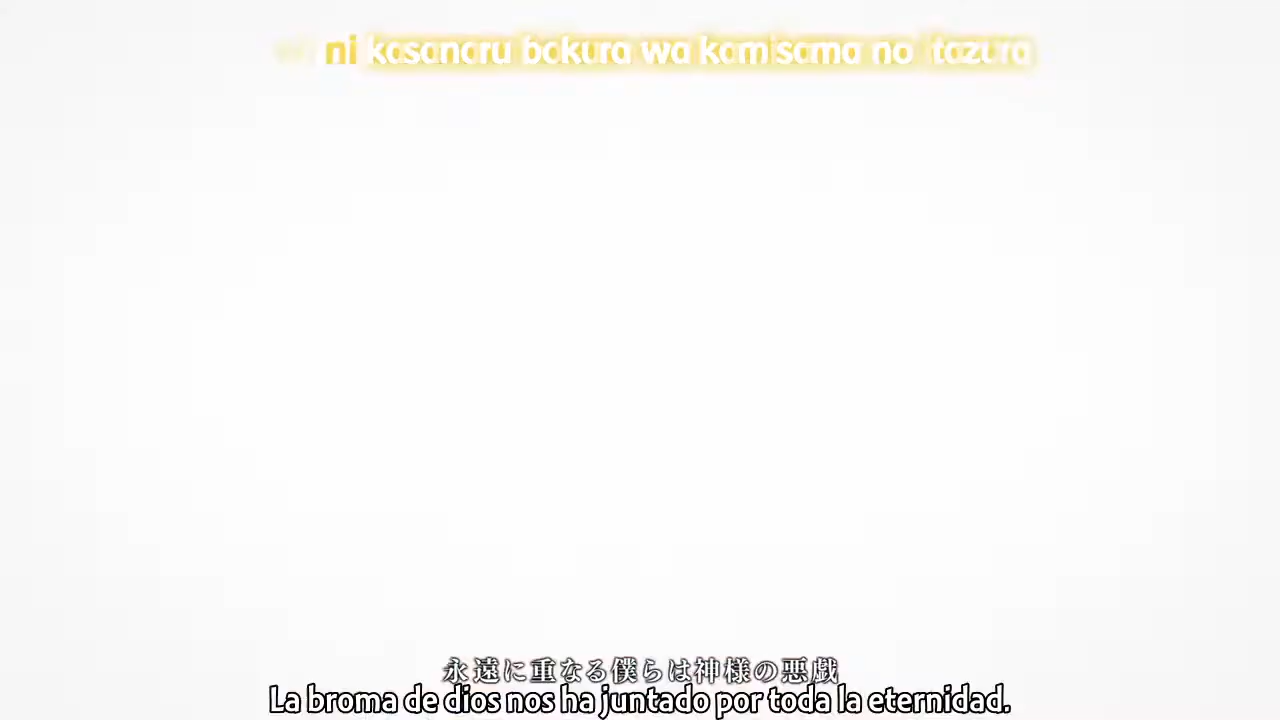 ni kasanaru bokura wa kamisama no itazura
永遠に重なる僕らは神様の悪戯
La broma de dios nos ha juntado por toda la eternidad.